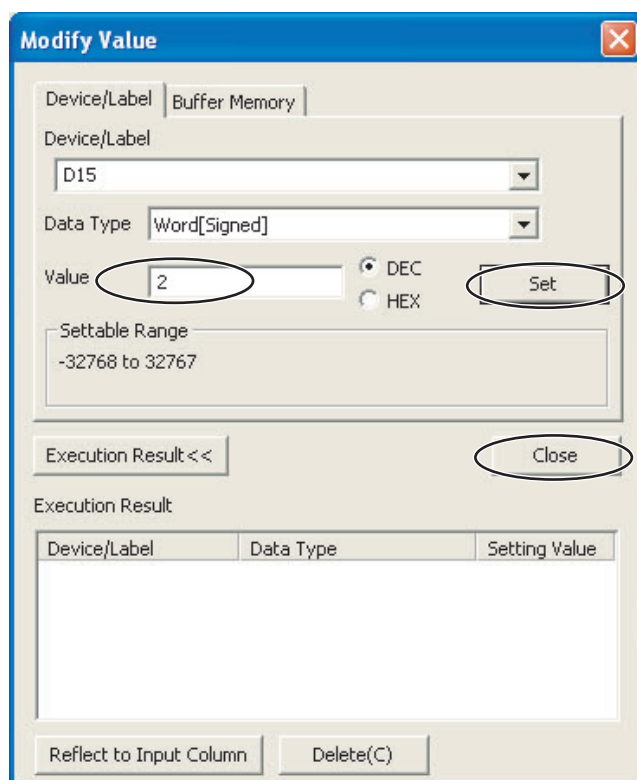 Modify Value
Device/Label Buffer Memory
Device/Label
D15
Data Type Word[Signed]
Value 2 DEC Set
HEX
Settable Range
-32768 to 32767
Execution Result<< Close
Execution Result
Device/Label Data Type Setting Value
Reflect to Input Column Delete(C)